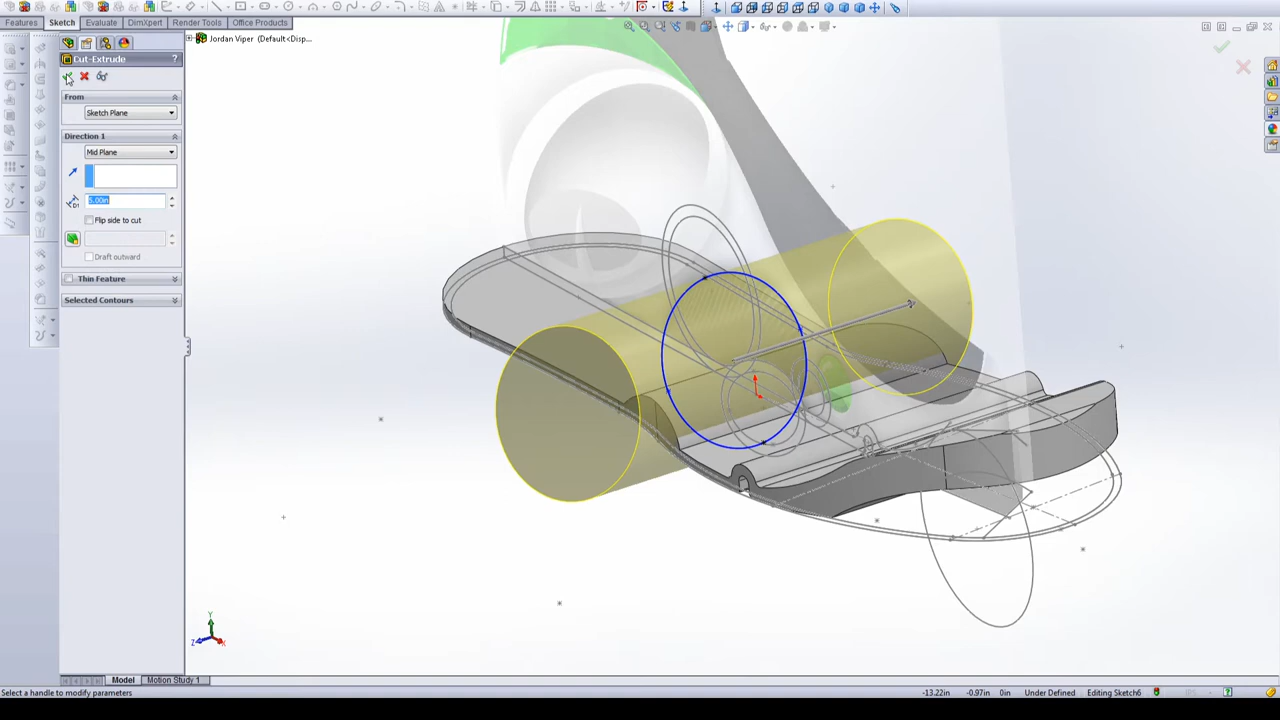 Features Sketch Evaluate DimXpert Render Tools Office Products
Jordan Viper (Default<Disp...
Cut-Extrude ?
From
Sketch Plane
Direction 1
Mid Plane
5.00in
Flip side to cut
Draft outward
Thin Feature
Selected Contours
Y
Z X
Model Motion Study 1
Select a handle to modify parameters -13.22in -0.97in 0in Under Defined Editing Sketch6